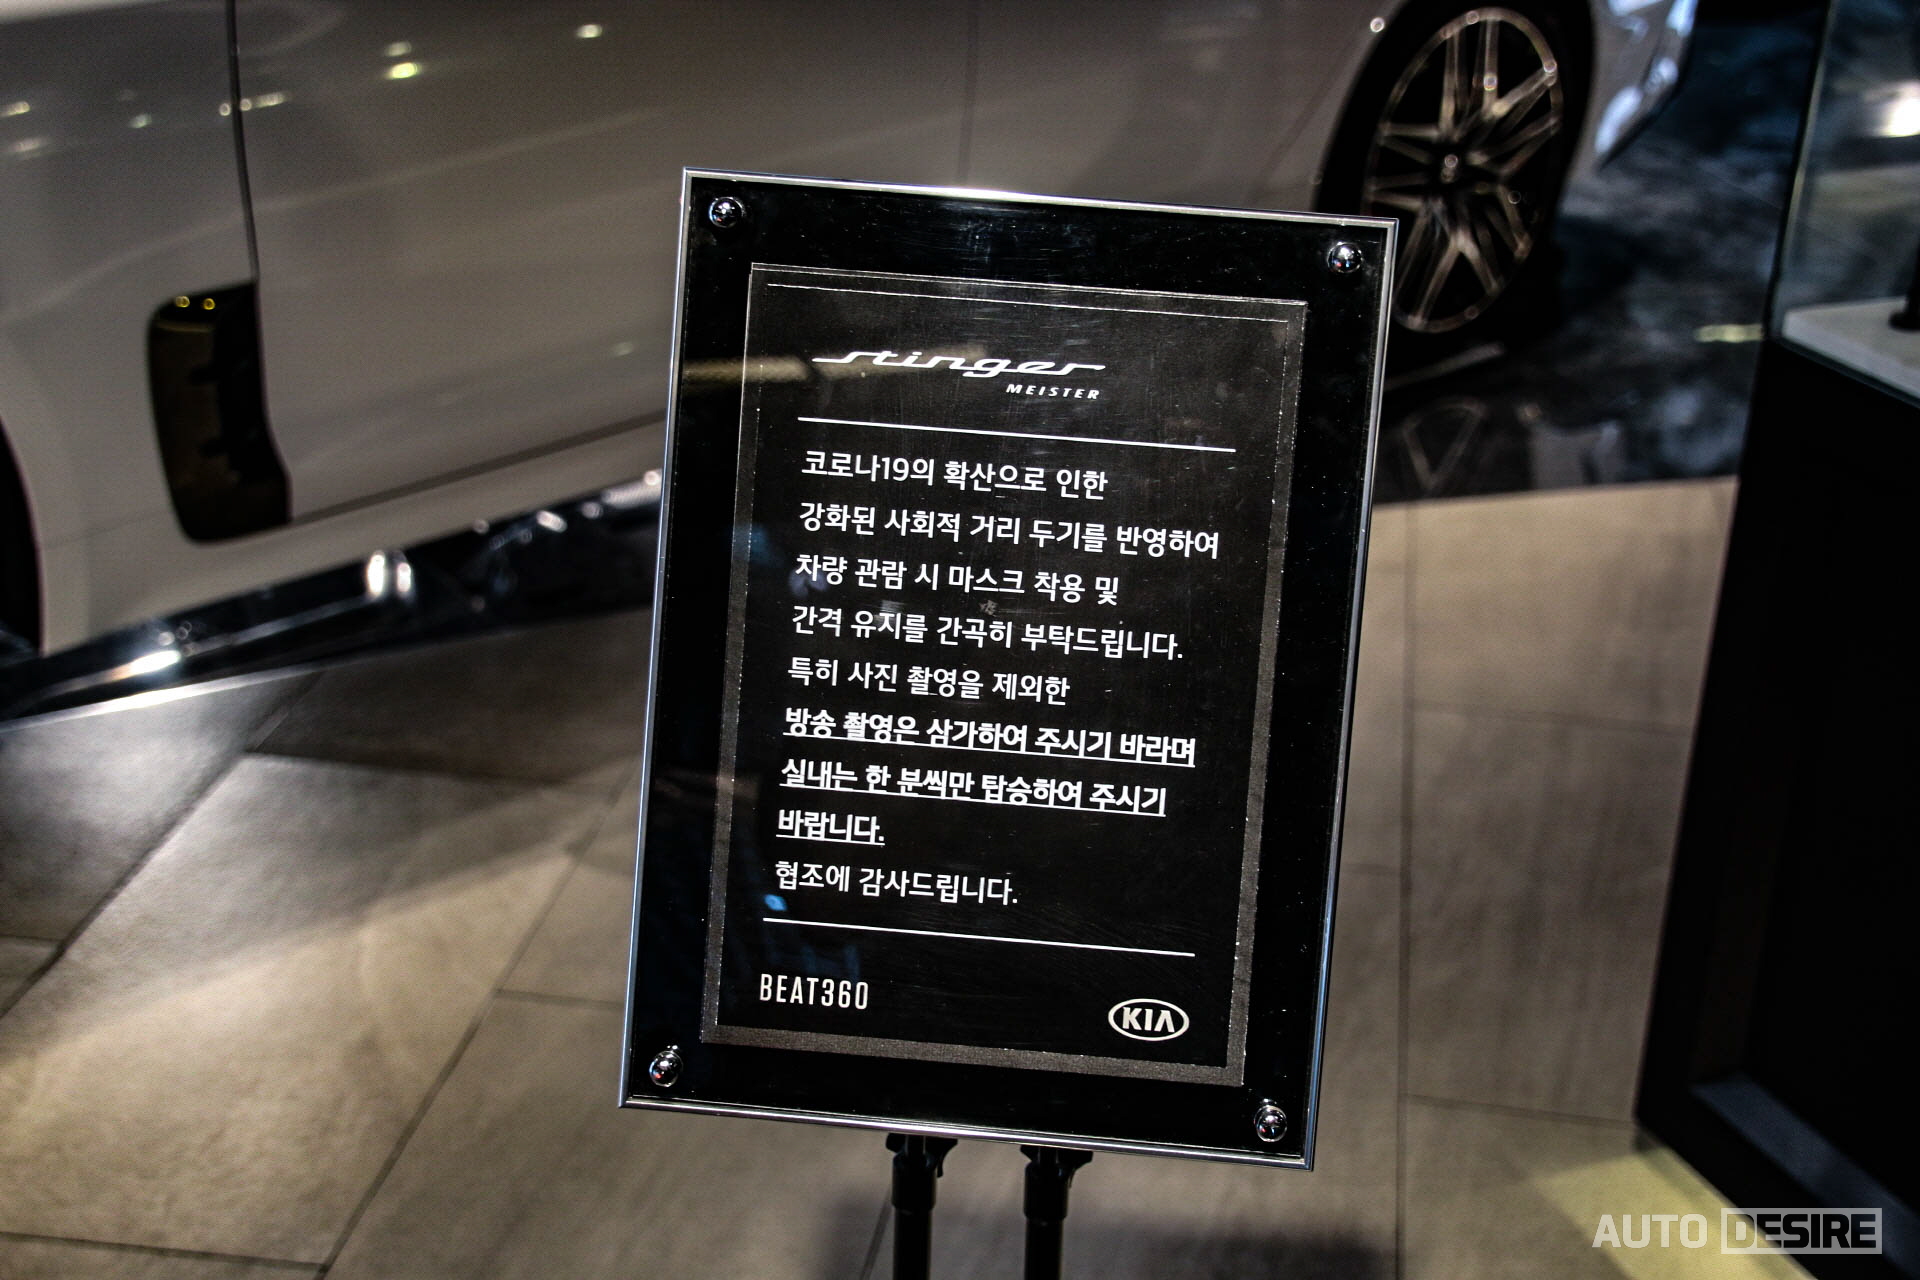 stinger
MEISTER
코로나19의 확산으로 인한
강화된 사회적 거리 두기를 반영하여
차량 관람 시 마스크 착용 및
간격 유지를 간곡히 부탁드립니다.
특히 사진 촬영을 제외한
방송 촬영은 삼가하여 주시기 바라며
실내는 한 분씩만 탑승하여 주시기
바랍니다.
협조에 감사드립니다.
BEAT360
KIA
AUTO DESIRE